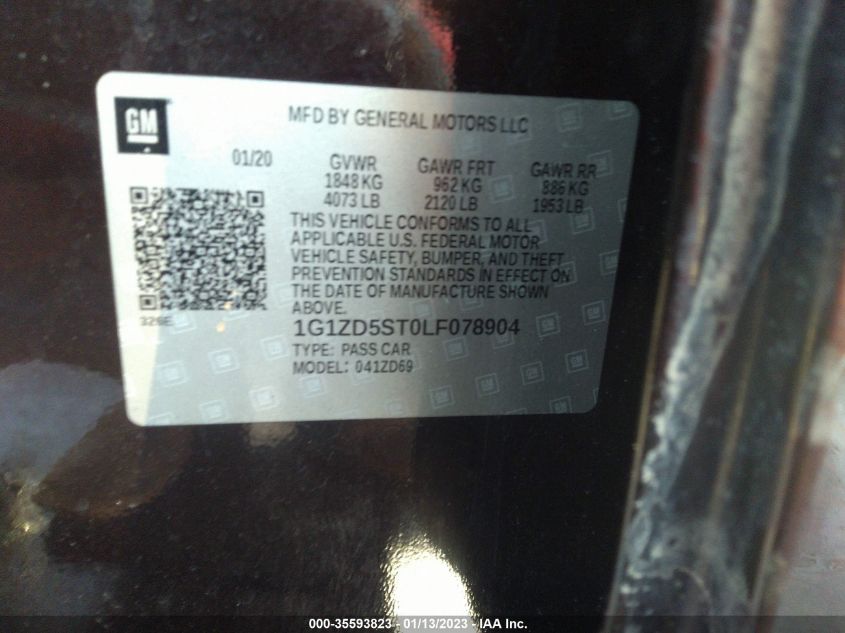 GM
MFD BY GENERAL MOTORS LLC
01/20 GVWR GAWR FRT GAWR RR
1848 KG 962 KG 886 KG
4073 LB 2120 LB 1953 LB
THIS VEHICLE CONFORMS TO ALL
APPLICABLE U.S. FEDERAL MOTOR
VEHICLE SAFETY, BUMPER, AND THEFT
PREVENTION STANDARDS IN EFFECT ON
THE DATE OF MANUFACTURE SHOWN
ABOVE.
326E
1G1ZD5ST0LF078904
TYPE: PASS CAR
MODEL: 041ZD69
000-35593823 - 01/13/2023 - IAA Inc.